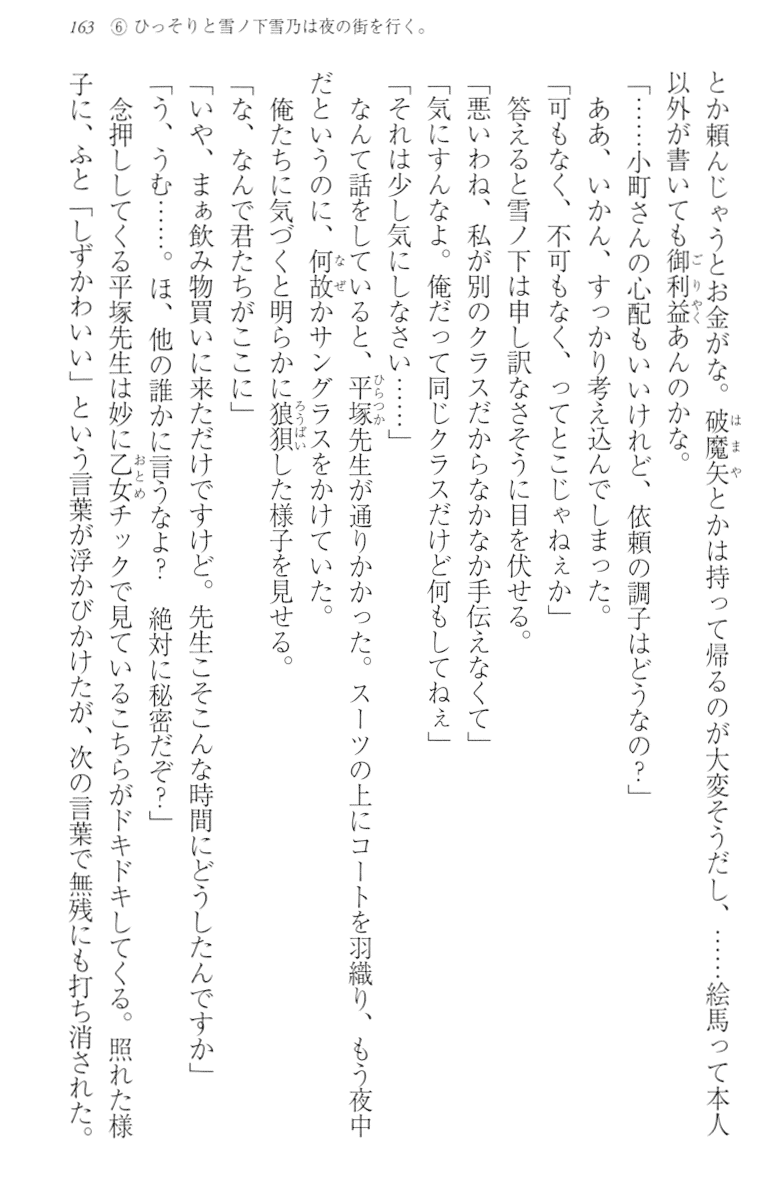 163 ⑥ ひっそりと雪ノ下雪乃は夜の街を行く。
とか頼んじゃうとお金がな。破魔矢とかは持って帰るのが大変そうだし、……絵馬って本人
以外が書いても御利益あんのかな。
「……小町さんの心配もいいけれど、依頼の調子はどうなの?」
ああ、いかん、すっかり考え込んでしまった。
「可もなく、不可もなく、ってとこじゃねぇか」
答えると雪ノ下は申し訳なさそうに目を伏せる。
「悪いわね、私が別のクラスだからなかなか手伝えなくて」
「気にすんなよ。俺だって同じクラスだけど何もしてねぇ」
「それは少し気にしなさい……」
なんて話をしていると、平塚先生が通りかかった。スーツの上にコートを羽織り、もう夜中
だというのに、何故かサングラスをかけていた。
俺たちに気づくと明らかに狼狽した様子を見せる。
「な、なんで君たちがここに」
「いや、まぁ飲み物買いに来ただけですけど。先生こそこんな時間にどうしたんですか」
「う、うむ……。ほ、他の誰かに言うなよ? 絶対に秘密だぞ?」
念押ししてくる平塚先生は妙に乙女チックで見ているこちらがドキドキしてくる。照れた様
子に、ふと「しずかわいい」という言葉が浮かびかけたが、次の言葉で無残にも打ち消された。